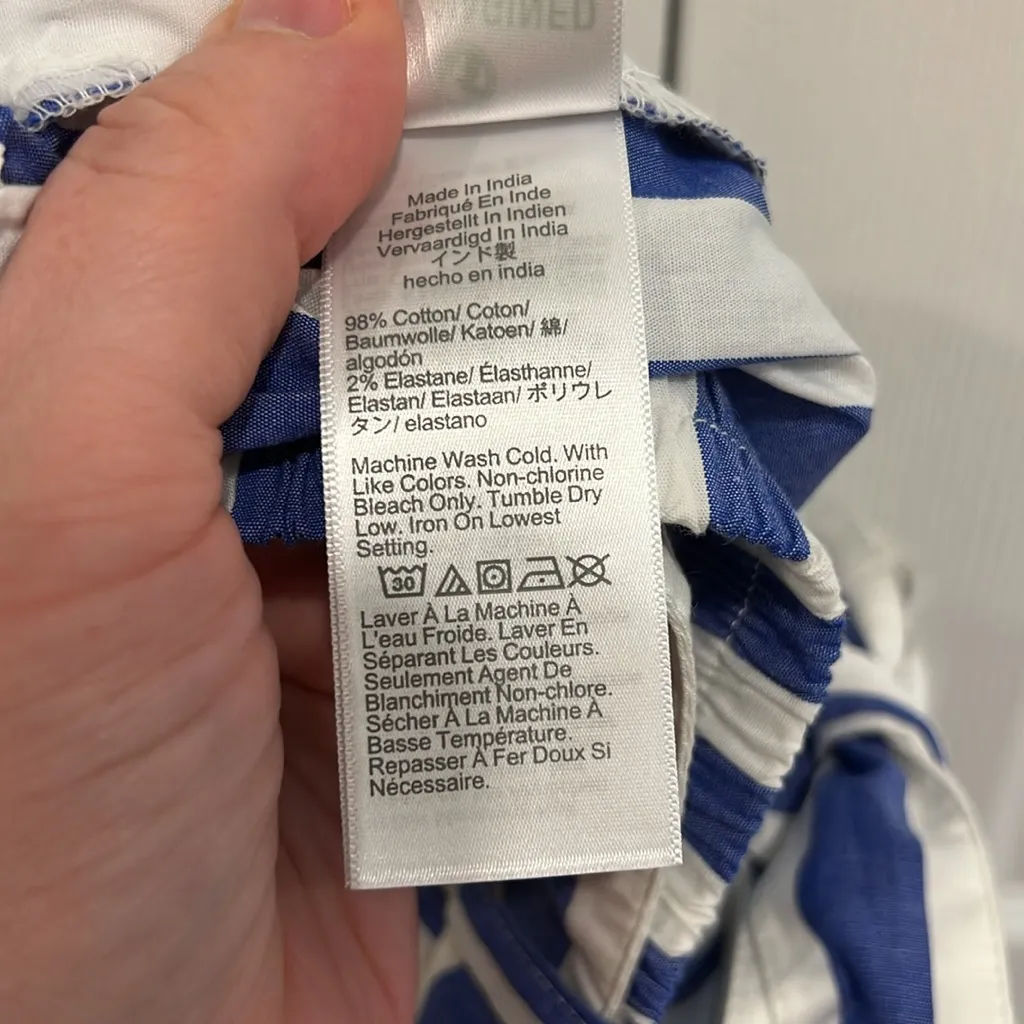 Made In India
Fabriqué En Inde
Hergestellt In Indien
Vervaardigd In India
インド製
hecho en india
98% Cotton/ Coton/
Baumwolle/ Katoen/ 綿/
algodón
2% Elastane/ Élasthanne/
Elastan/ Elastaan/ ポリウレ
タン/ elastano
Machine Wash Cold. With
Like Colors. Non-chlorine
Bleach Only. Tumble Dry
Low. Iron On Lowest
Setting.
30
Laver À La Machine À
L'eau Froide. Laver En
Séparant Les Couleurs.
Seulement Agent De
Blanchiment Non-chlore.
Sécher À La Machine À
Basse Température.
Repasser À Fer Doux Si
Nécessaire.